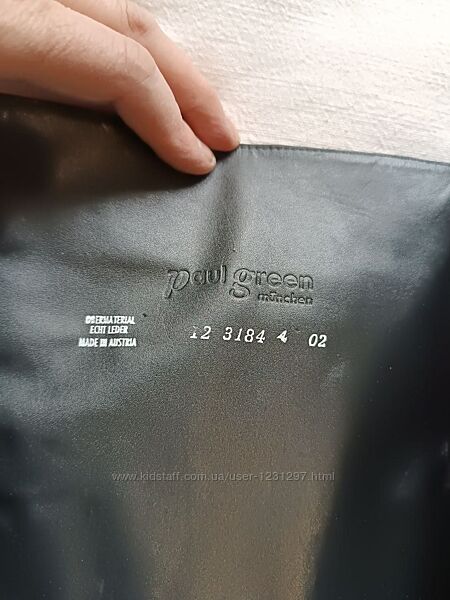 paul green
münchen
OBERMATERIAL
ECHT LEDER
MADE IN AUSTRIA
12 3184 4 02
www.kidstaff.com.ua/user-1231297.html